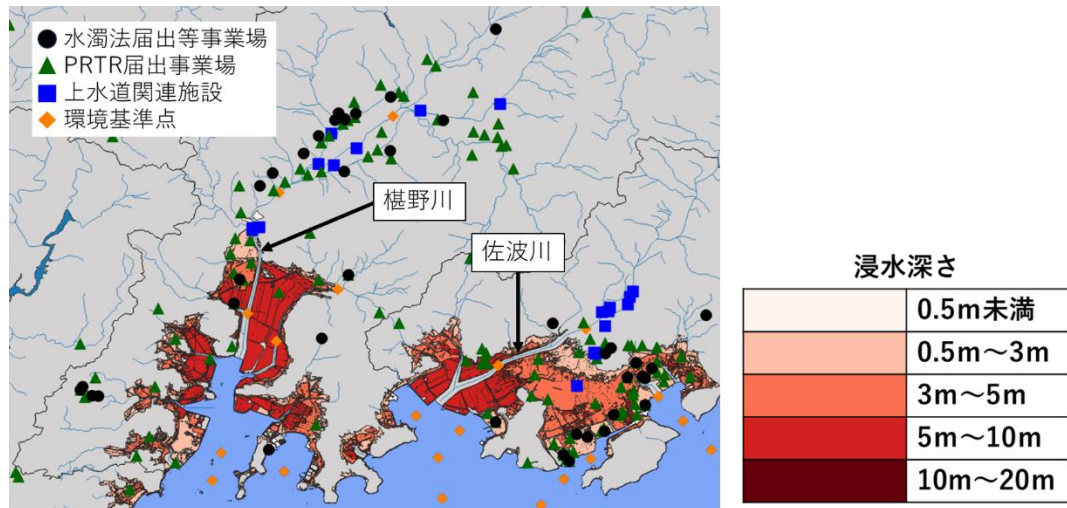 水濁法届出等事業場
PRTR届出事業場
上水道関連施設
環境基準点
椹野川
佐波川
浸水深さ
0.5m未満
0.5m～3m
3m～5m
5m～10m
10m～20m